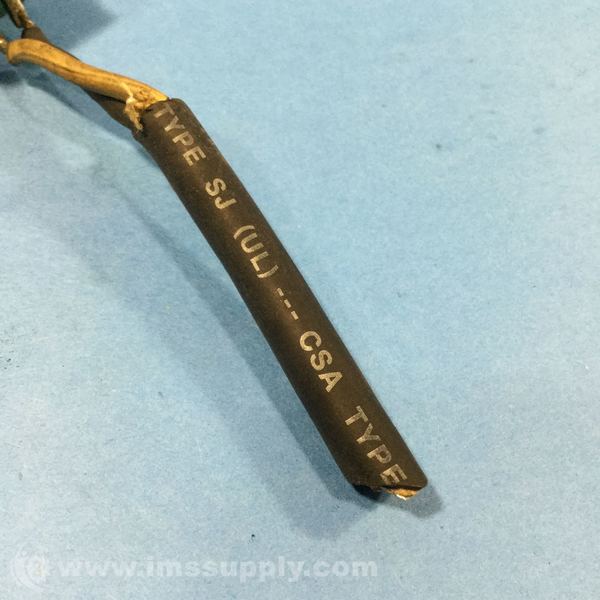 TYPE SJ (UL) --- CSA TYPE
www.imssupply.com